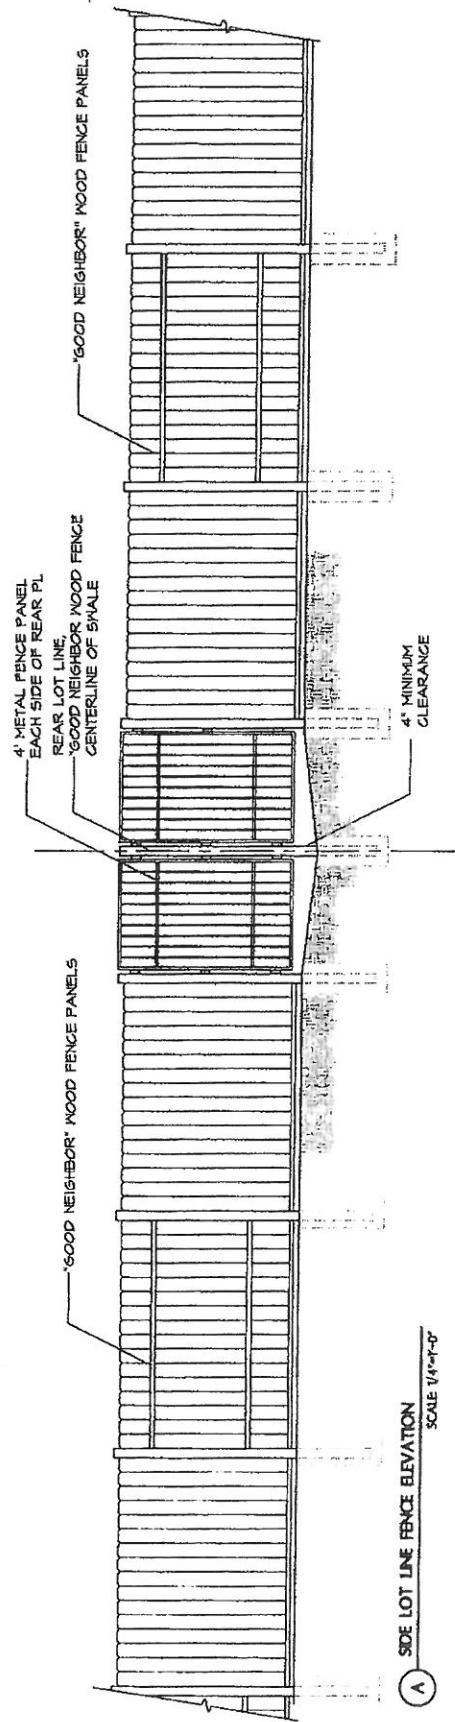 "GOOD NEIGHBOR" WOOD FENCE PANELS
4' METAL FENCE PANEL
EACH SIDE OF REAR PL
REAR LOT LINE,
"GOOD NEIGHBOR WOOD FENCE
CENTERLINE OF SWALE
"GOOD NEIGHBOR" WOOD FENCE PANELS
4" MINIMUM
CLEARANCE
A
SIDE LOT LINE FENCE ELEVATION
SCALE: 1/4"=1'-0"